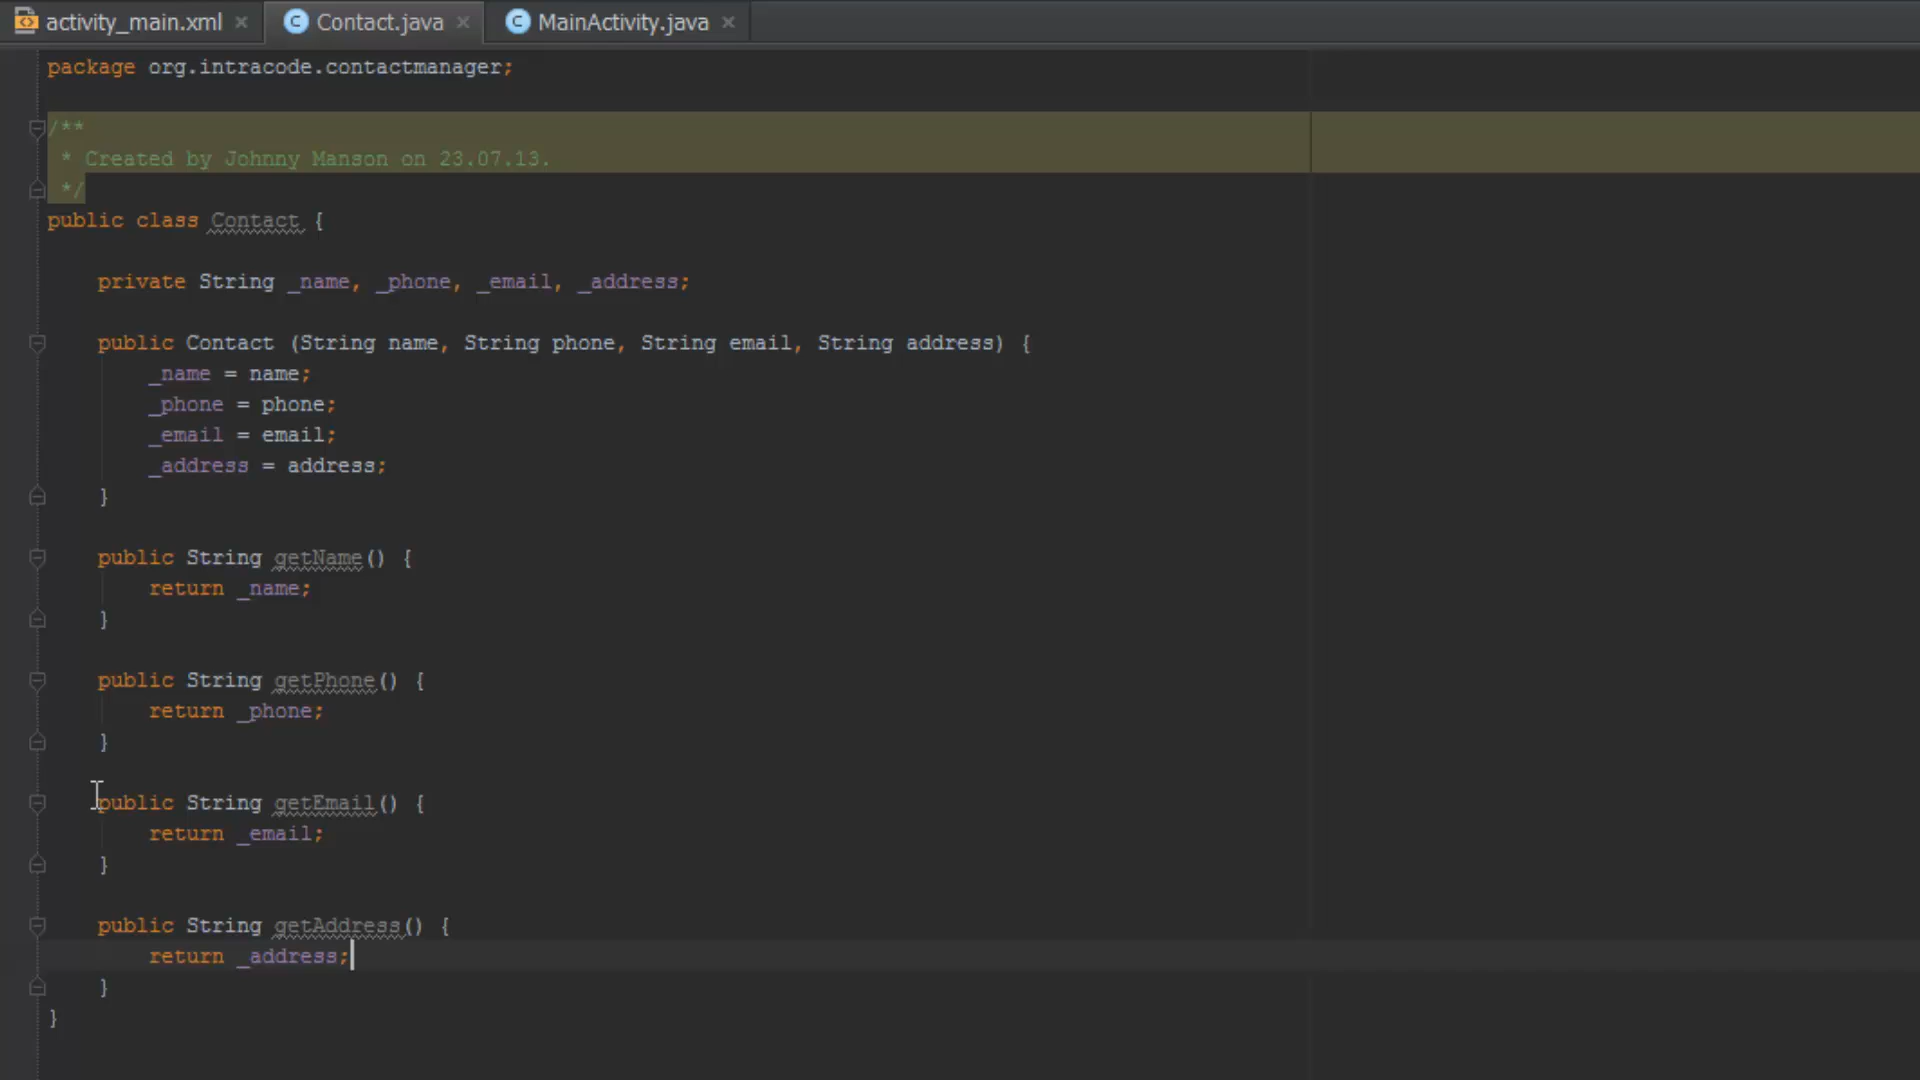 activity_main.xml Contact.java MainActivity.java
package org.intracode.contactmanager;
/**
 * Created by Johnny Manson on 23.07.13.
 */
public class Contact {
    private String _name, _phone, _email, _address;
    public Contact (String name, String phone, String email, String address) {
        _name = name;
        _phone = phone;
        _email = email;
        _address = address;
    }
    public String getName() {
        return _name;
    }
    public String getPhone() {
        return _phone;
    }
    public String getEmail() {
        return _email;
    }
    public String getAddress() {
        return _address;
    }
}